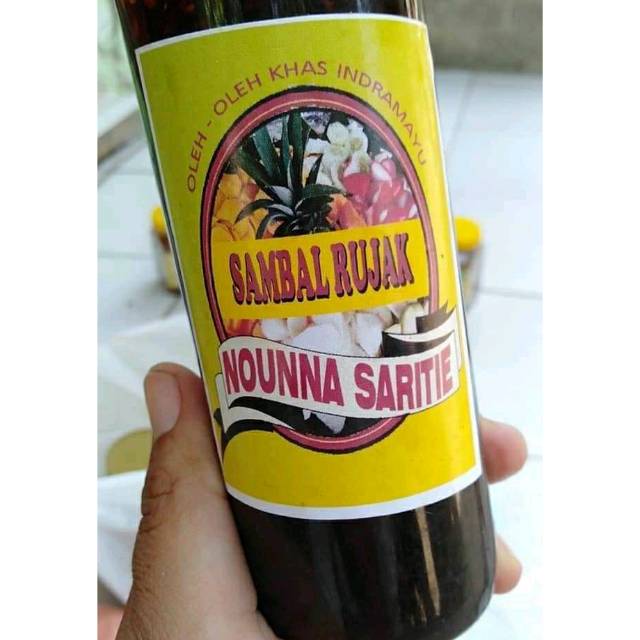 OLEH - OLEH KHAS INDRAMAYU
SAMBAL RUJAK
NOUNNA SARITIE